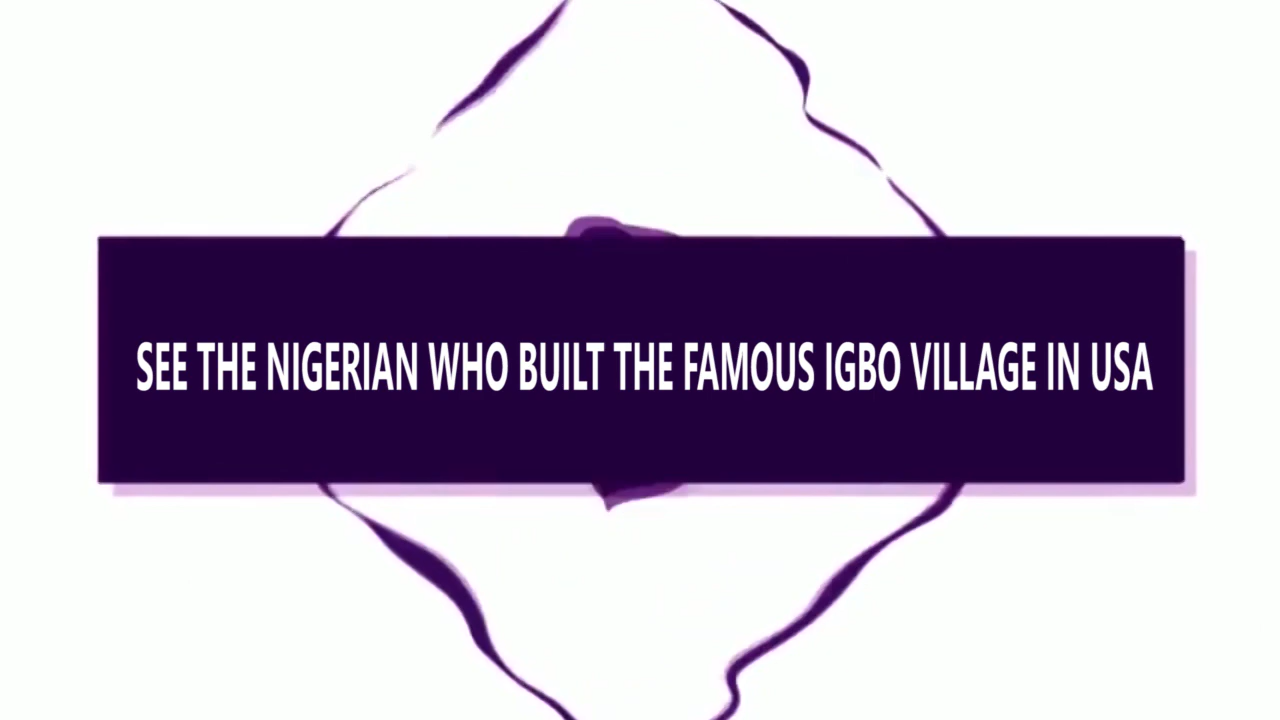 SEE THE NIGERIAN WHO BUILT THE FAMOUS IGBO VILLAGE IN USA